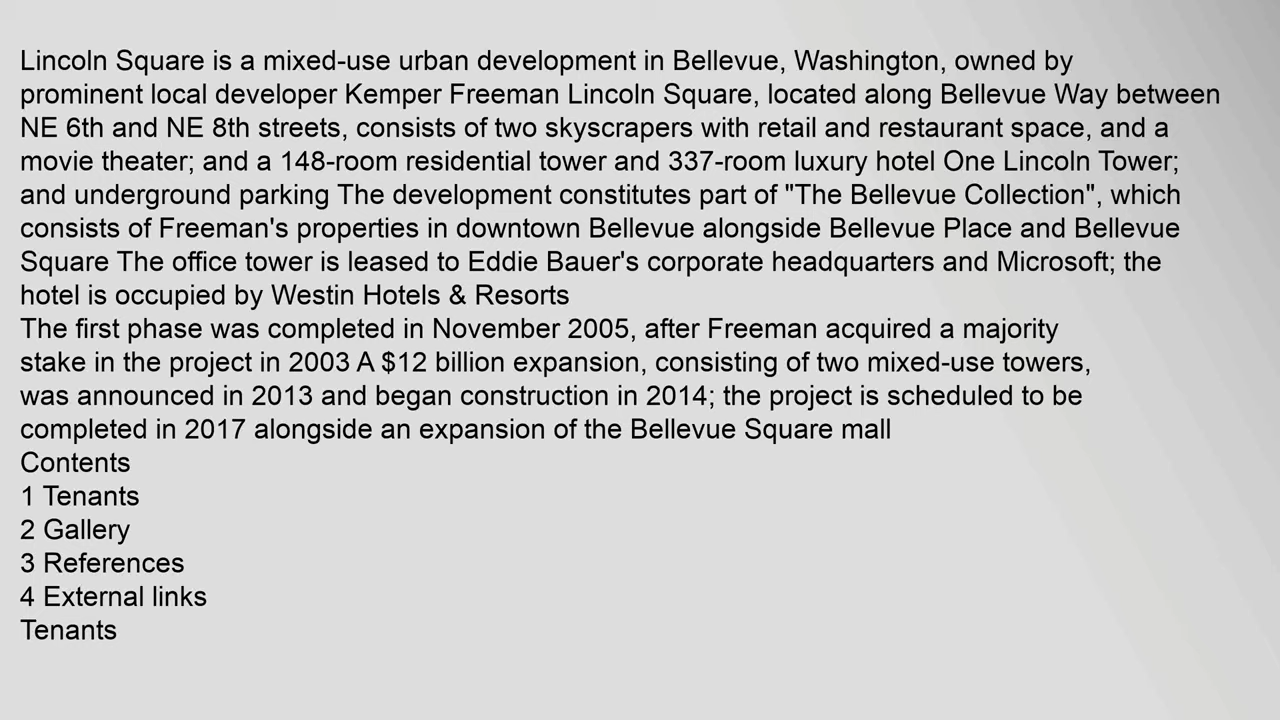 Lincoln Square is a mixed-use urban development in Bellevue, Washington, owned by
prominent local developer Kemper Freeman Lincoln Square, located along Bellevue Way between
NE 6th and NE 8th streets, consists of two skyscrapers with retail and restaurant space, and a
movie theater; and a 148-room residential tower and 337-room luxury hotel One Lincoln Tower;
and underground parking The development constitutes part of "The Bellevue Collection", which
consists of Freeman's properties in downtown Bellevue alongside Bellevue Place and Bellevue
Square The office tower is leased to Eddie Bauer's corporate headquarters and Microsoft; the
hotel is occupied by Westin Hotels & Resorts
The first phase was completed in November 2005, after Freeman acquired a majority
stake in the project in 2003 A $12 billion expansion, consisting of two mixed-use towers,
was announced in 2013 and began construction in 2014; the project is scheduled to be
completed in 2017 alongside an expansion of the Bellevue Square mall
Contents
1 Tenants
2 Gallery
3 References
4 External links
Tenants